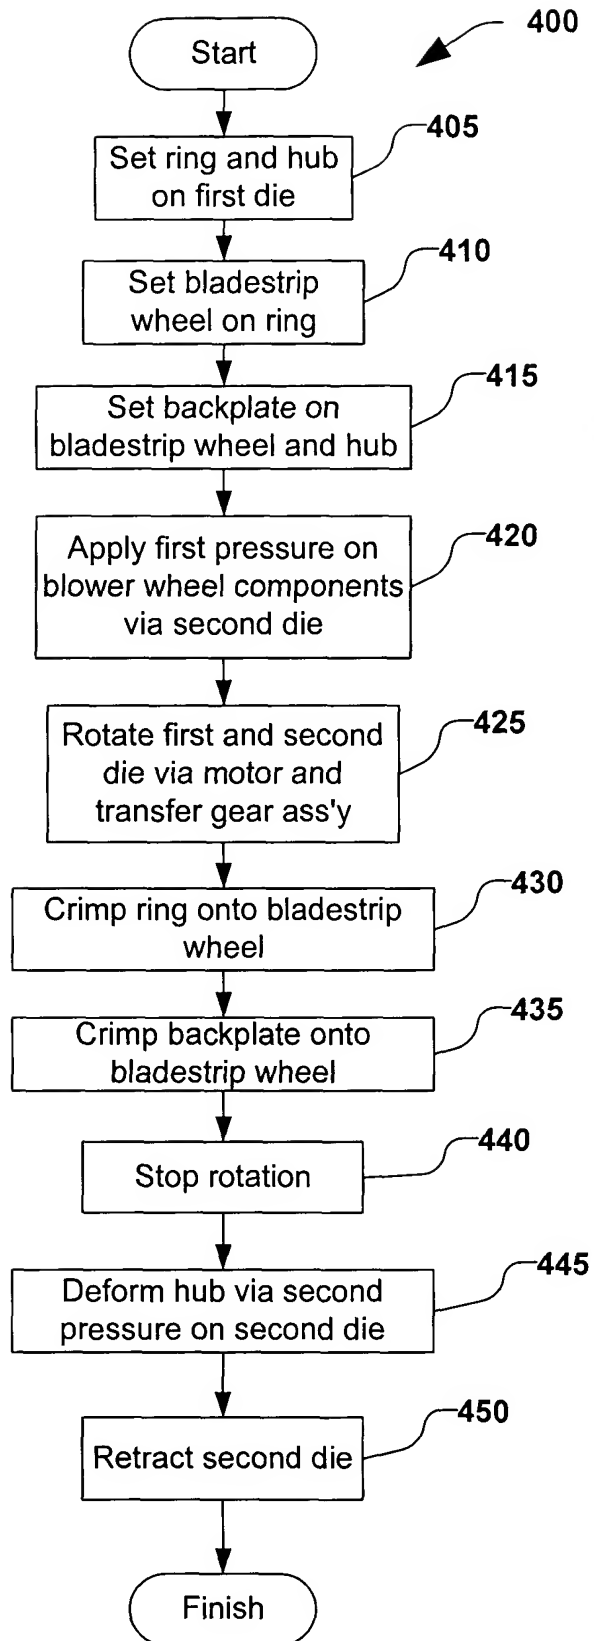 400
Start
405
Set ring and hub
on first die
410
Set bladestrip
wheel on ring
415
Set backplate on
bladestrip wheel and hub
420
Apply first pressure on
blower wheel components
via second die
425
Rotate first and second
die via motor and
transfer gear ass'y
430
Crimp ring onto bladestrip
wheel
435
Crimp backplate onto
bladestrip wheel
440
Stop rotation
445
Deform hub via second
pressure on second die
450
Retract second die
Finish